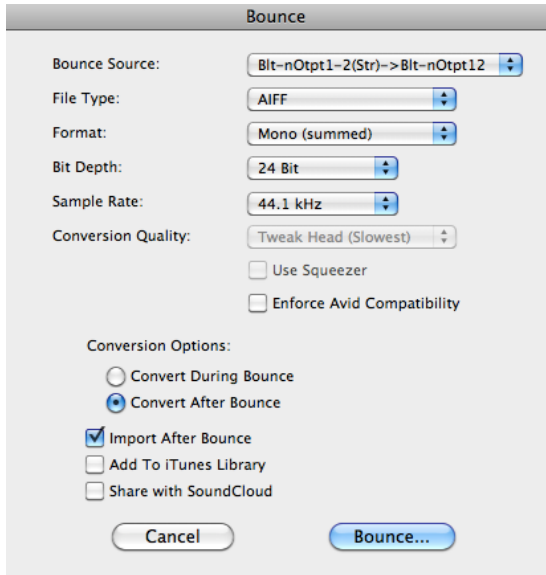 Bounce
Bounce Source: Blt-nOtpt1-2(Str)->Blt-nOtpt12
File Type: AIFF
Format: Mono (summed)
Bit Depth: 24 Bit
Sample Rate: 44.1 kHz
Conversion Quality: Tweak Head (Slowest)
Use Squeezer
Enforce Avid Compatibility
Conversion Options:
Convert During Bounce
Convert After Bounce
Import After Bounce
Add To iTunes Library
Share with SoundCloud
Cancel Bounce...